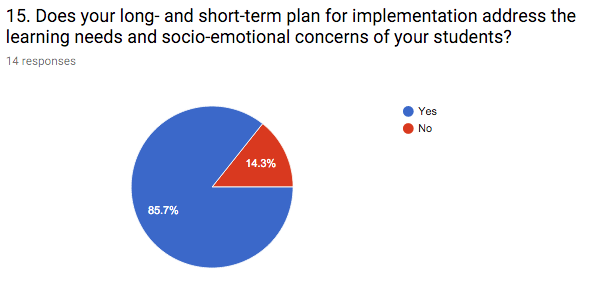 15. Does your long- and short-term plan for implementation address the
learning needs and socio-emotional concerns of your students?
14 responses
Yes
No
14.3%
85.7%